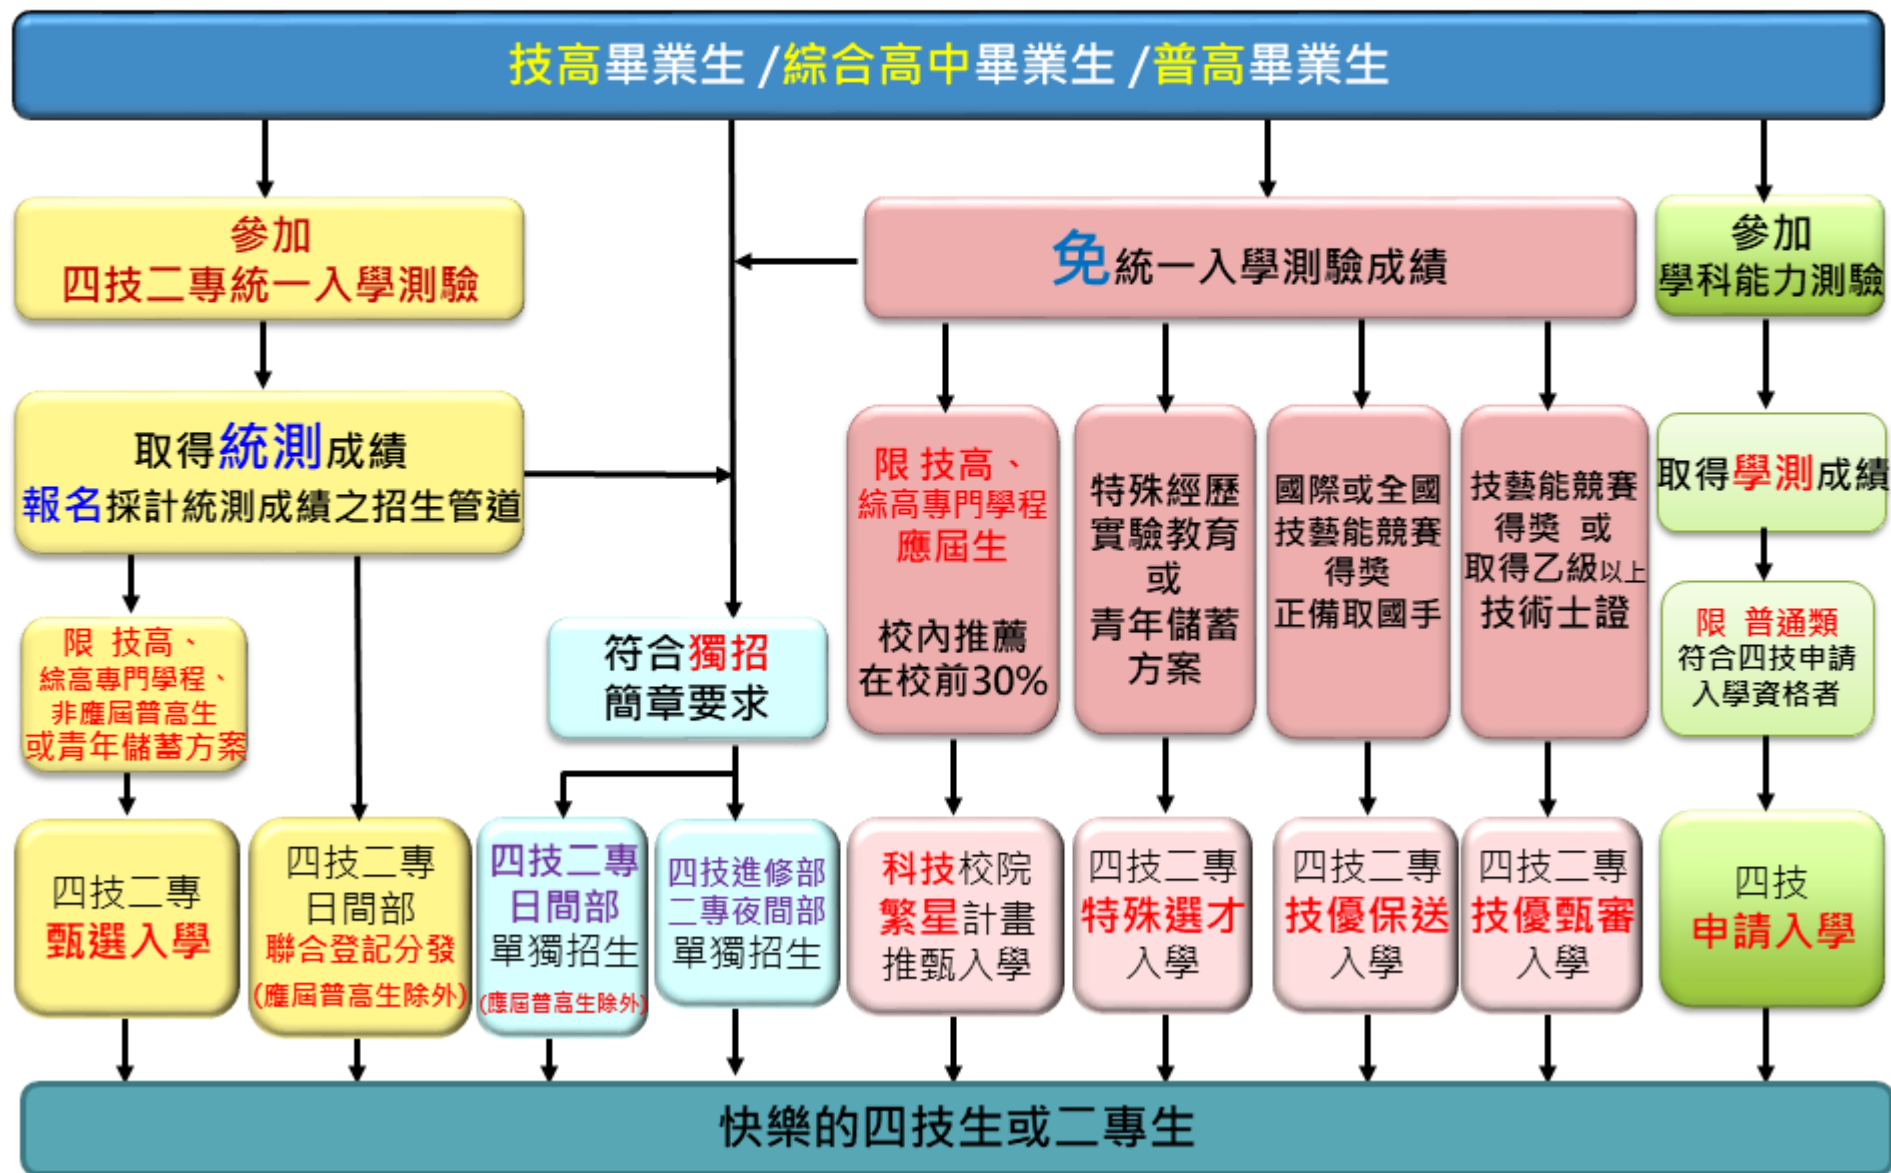 技高畢業生 /綜合高中畢業生 /普高畢業生
參加
四技二專統一入學測驗
免統一入學測驗成績
參加
學科能力測驗
取得統測成績
報名採計統測成績之招生管道
限 技高、
綜高專門學程
應屆生
校內推薦
在校前30%
特殊經歷
實驗教育
或
青年儲蓄
方案
國際或全國
技藝能競賽
得獎
正備取國手
技藝能競賽
得獎 或
取得乙級以上
技術士證
取得學測成績
限 技高、
綜高專門學程、
非應屆普高生
或青年儲蓄方案
符合獨招
簡章要求
限 普通類
符合四技申請
入學資格者
四技二專
甄選入學
四技二專
日間部
聯合登記分發
(應屆普高生除外)
四技二專
日間部
單獨招生
(應屆普高生除外)
四技進修部
二專夜間部
單獨招生
科技校院
繁星計畫
推甄入學
四技二專
特殊選才
入學
四技二專
技優保送
入學
四技二專
技優甄審
入學
四技
申請入學
快樂的四技生或二專生